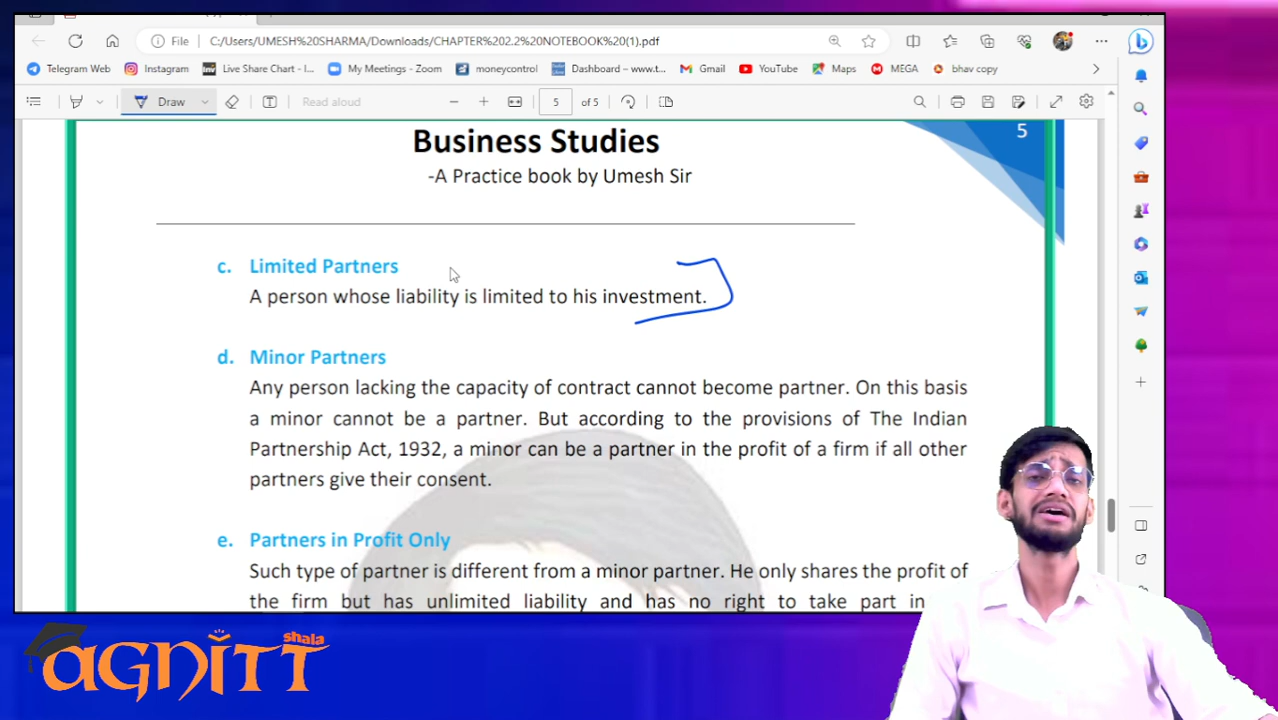 File C:/Users/UMESH%20SHARMA/Downloads/CHAPTER%202.2%20NOTEBOOK%20(1).pdf
Telegram Web Instagram Live Share Chart - I... My Meetings - Zoom moneycontrol Dashboard – www.t... Gmail YouTube Maps MEGA bhav copy
Draw Read aloud 5 of 5
5
Business Studies
-A Practice book by Umesh Sir
c. Limited Partners
A person whose liability is limited to his investment.
d. Minor Partners
Any person lacking the capacity of contract cannot become partner. On this basis
a minor cannot be a partner. But according to the provisions of The Indian
Partnership Act, 1932, a minor can be a partner in the profit of a firm if all other
partners give their consent.
e. Partners in Profit Only
Such type of partner is different from a minor partner. He only shares the profit of
the firm but has unlimited liability and has no right to take part in
shala
agnitt